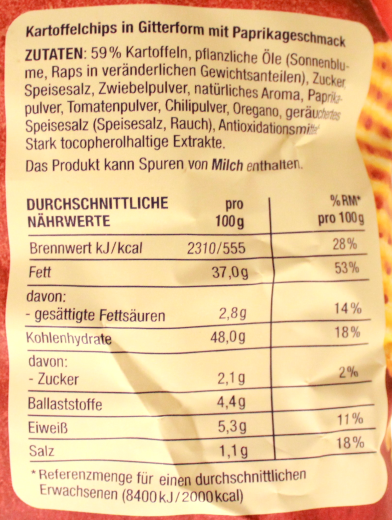 Kartoffelchips in Gitterform mit Paprikageschmack
ZUTATEN: 59% Kartoffeln, pflanzliche Öle (Sonnenblu-
me, Raps in veränderlichen Gewichtsanteilen), Zucker
Speisesalz, Zwiebelpulver, natürliches Aroma, Paprika-
pulver, Tomatenpulver, Chilipulver, Oregano, geräuchertes
Speisesalz (Speisesalz, Rauch), Antioxidationsmittel
Stark tocopherolhaltige Extrakte.
Das Produkt kann Spuren von Milch enthalten.
DURCHSCHNITTLICHE NÄHRWERTE pro 100g %RM* pro 100g
Brennwert kJ/kcal 2310/555 28%
Fett 37,0g 53%
davon:
- gesättigte Fettsäuren 2,8g 14%
Kohlenhydrate 48,0g 18%
davon:
- Zucker 2,1g 2%
Ballaststoffe 4,4g
Eiweiß 5,3g 11%
Salz 1,1g 18%
*Referenzmenge für einen durchschnittlichen
Erwachsenen (8400kJ/2000kcal)